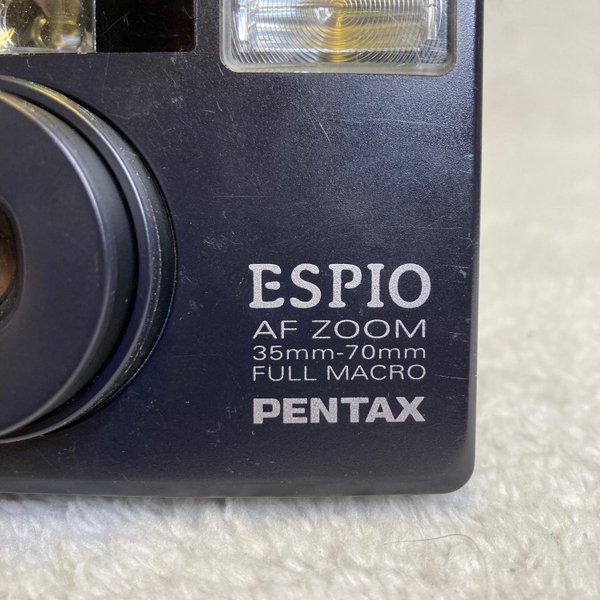 ESPIO
AF ZOOM
35mm-70mm
FULL MACRO
PENTAX